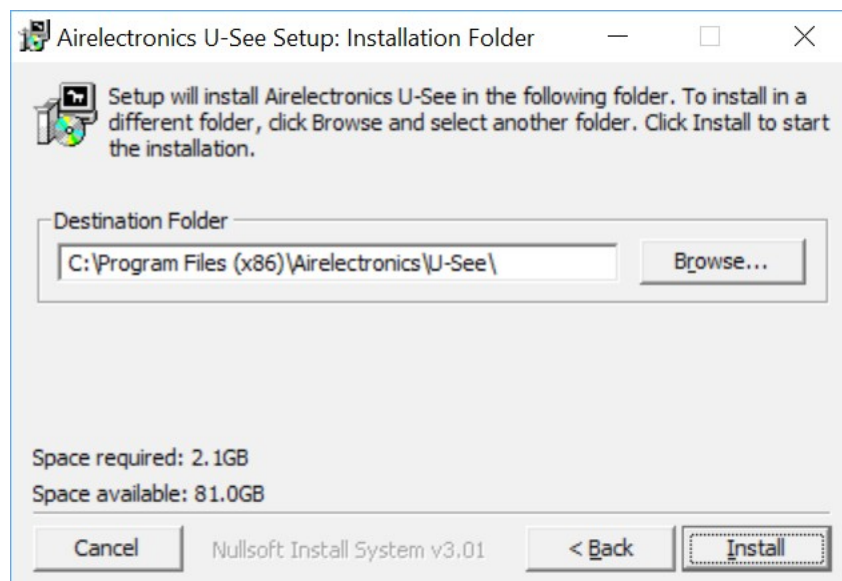 Airelectronics U-See Setup: Installation Folder
Setup will install Airelectronics U-See in the following folder. To install in a
different folder, click Browse and select another folder. Click Install to start
the installation.
Destination Folder
C:\Program Files (x86)\Airelectronics\U-See\
Browse...
Space required: 2.1GB
Space available: 81.0GB
Cancel
Nullsoft Install System v3.01
< Back
Install